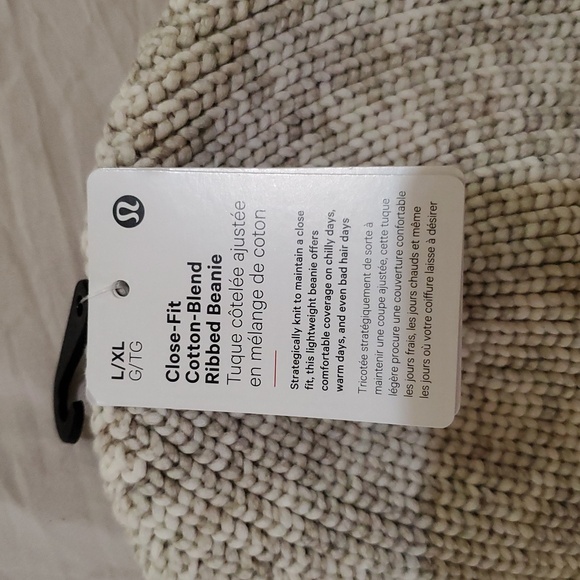 L/XL
G/TG
Close-Fit
Cotton-Blend
Ribbed Beanie
Tuque côtelée ajustée
en mélange de coton
Strategically knit to maintain a close
fit, this lightweight beanie offers
comfortable coverage on chilly days,
warm days, and even bad hair days
Tricotée stratégiquement de sorte à
maintenir une coupe ajustée, cette tuque
légère procure une couverture confortable
les jours frais, les jours chauds et même
les jours où votre coiffure laisse à désirer